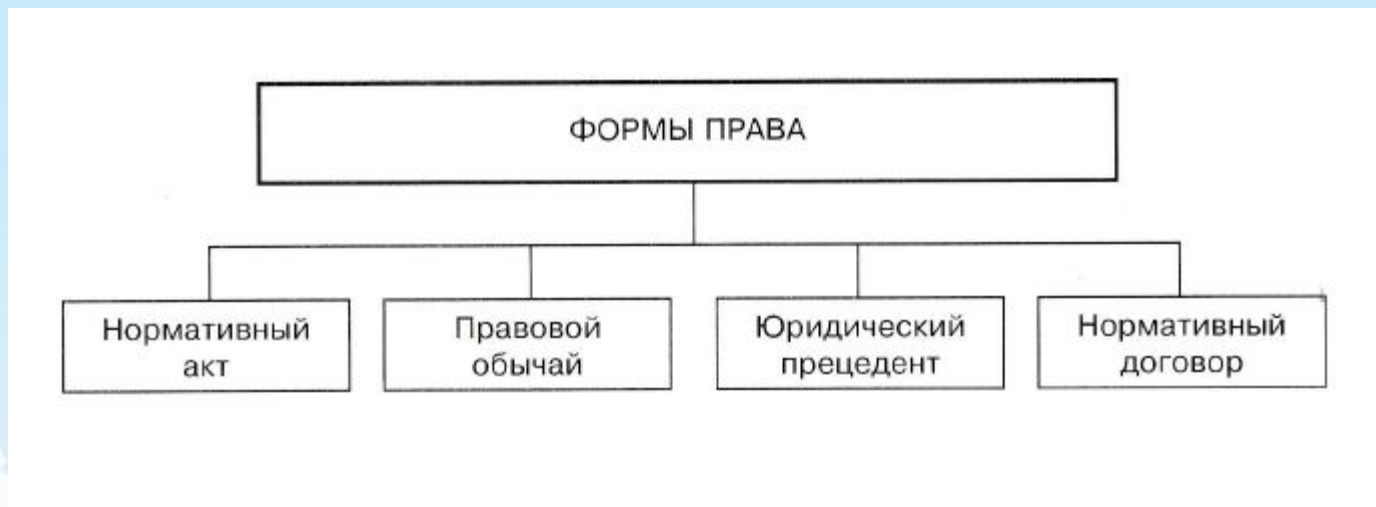 ФОРМЫ ПРАВА
Нормативный
акт
Правовой
обычай
Юридический
прецедент
Нормативный
договор